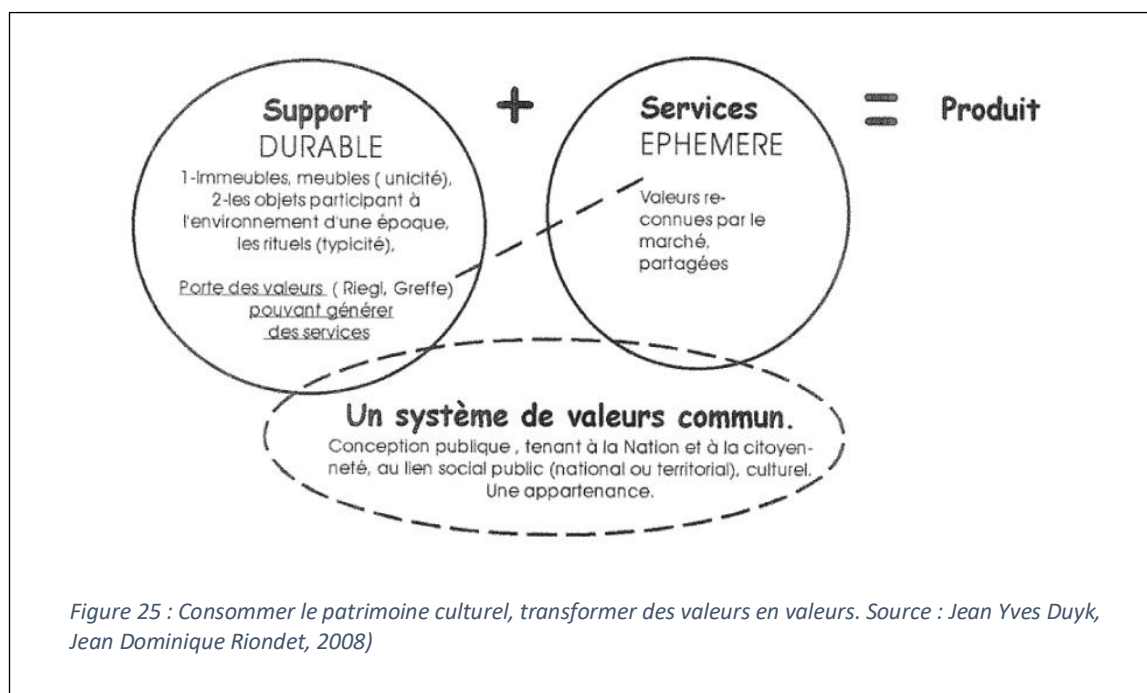 Support
DURABLE
1-Immeubles, meubles ( unicité),
2-les objets participant à
l'environnement d'une époque,
les rituels (typicité),
Porte des valeurs ( Riegl, Greffe)
pouvant générer
des services
+
Services
EPHEMERE
Valeurs re-
connues par le
marché,
partagées
=
Produit
Un système de valeurs commun.
Conception publique , tenant à la Nation et à la citoyen-
neté, au lien social public (national ou territorial), culturel.
Une appartenance.
Figure 25 : Consommer le patrimoine culturel, transformer des valeurs en valeurs. Source : Jean Yves Duyk,
Jean Dominique Riondet, 2008)